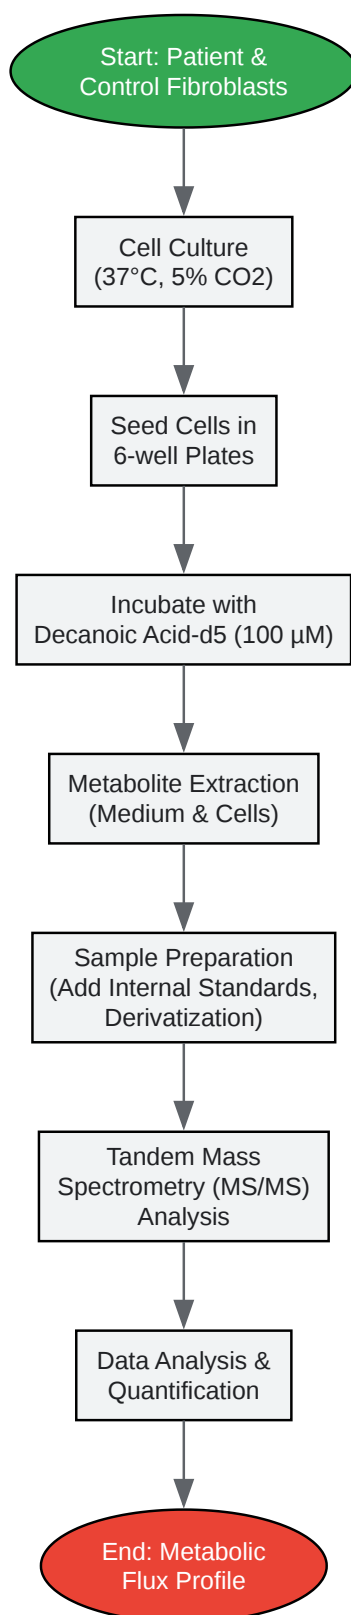 Start: Patient &
Control Fibroblasts
Cell Culture
(37°C, 5% CO2)
Seed Cells in
6-well Plates
Incubate with
Decanoic Acid-d5 (100 µM)
Metabolite Extraction
(Medium & Cells)
Sample Preparation
(Add Internal Standards,
Derivatization)
Tandem Mass
Spectrometry (MS/MS)
Analysis
Data Analysis &
Quantification
End: Metabolic
Flux Profile